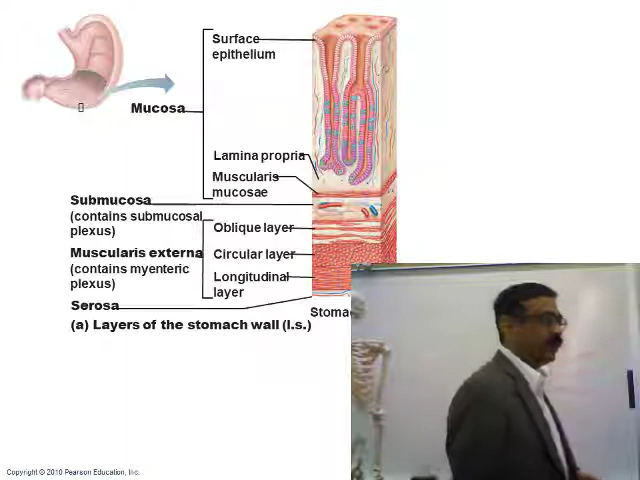 Surface
epithelium
Mucosa
Lamina propria
Muscularis
mucosae
Submucosa
(contains submucosal
plexus)
Oblique layer
Muscularis externa
(contains myenteric
plexus)
Circular layer
Longitudinal
layer
Serosa
(a) Layers of the stomach wall (l.s.)
Copyright © 2010 Pearson Education, Inc.